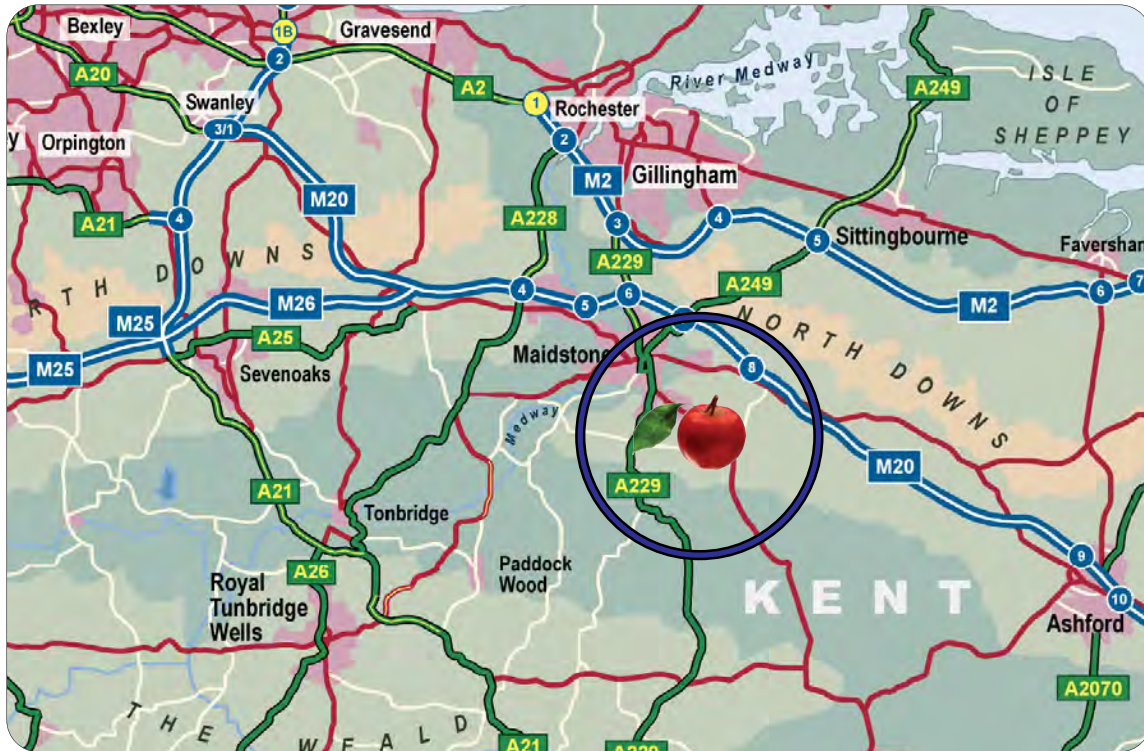 Bexley
1B
Gravesend
2
A20
A2
River Medway
A249
ISLE
OF
SHEPPEY
Swanley
1
Rochester
3/1
2
y
Orpington
M20
M2
Gillingham
A21
4
A228
3
4
5
Sittingbourne
Faversham
RTH DOWNS
A229
A249
M26
4
5
6
M2
6
7
M25
A25
NORTH DOWNS
M25
Sevenoaks
Maidstone
8
Medway
M20
A21
A229
Tonbridge
9
A26
Paddock
Wood
Royal
Tunbridge
Wells
KENT
10
Ashford
A2070
THE WEALD
A21
A229